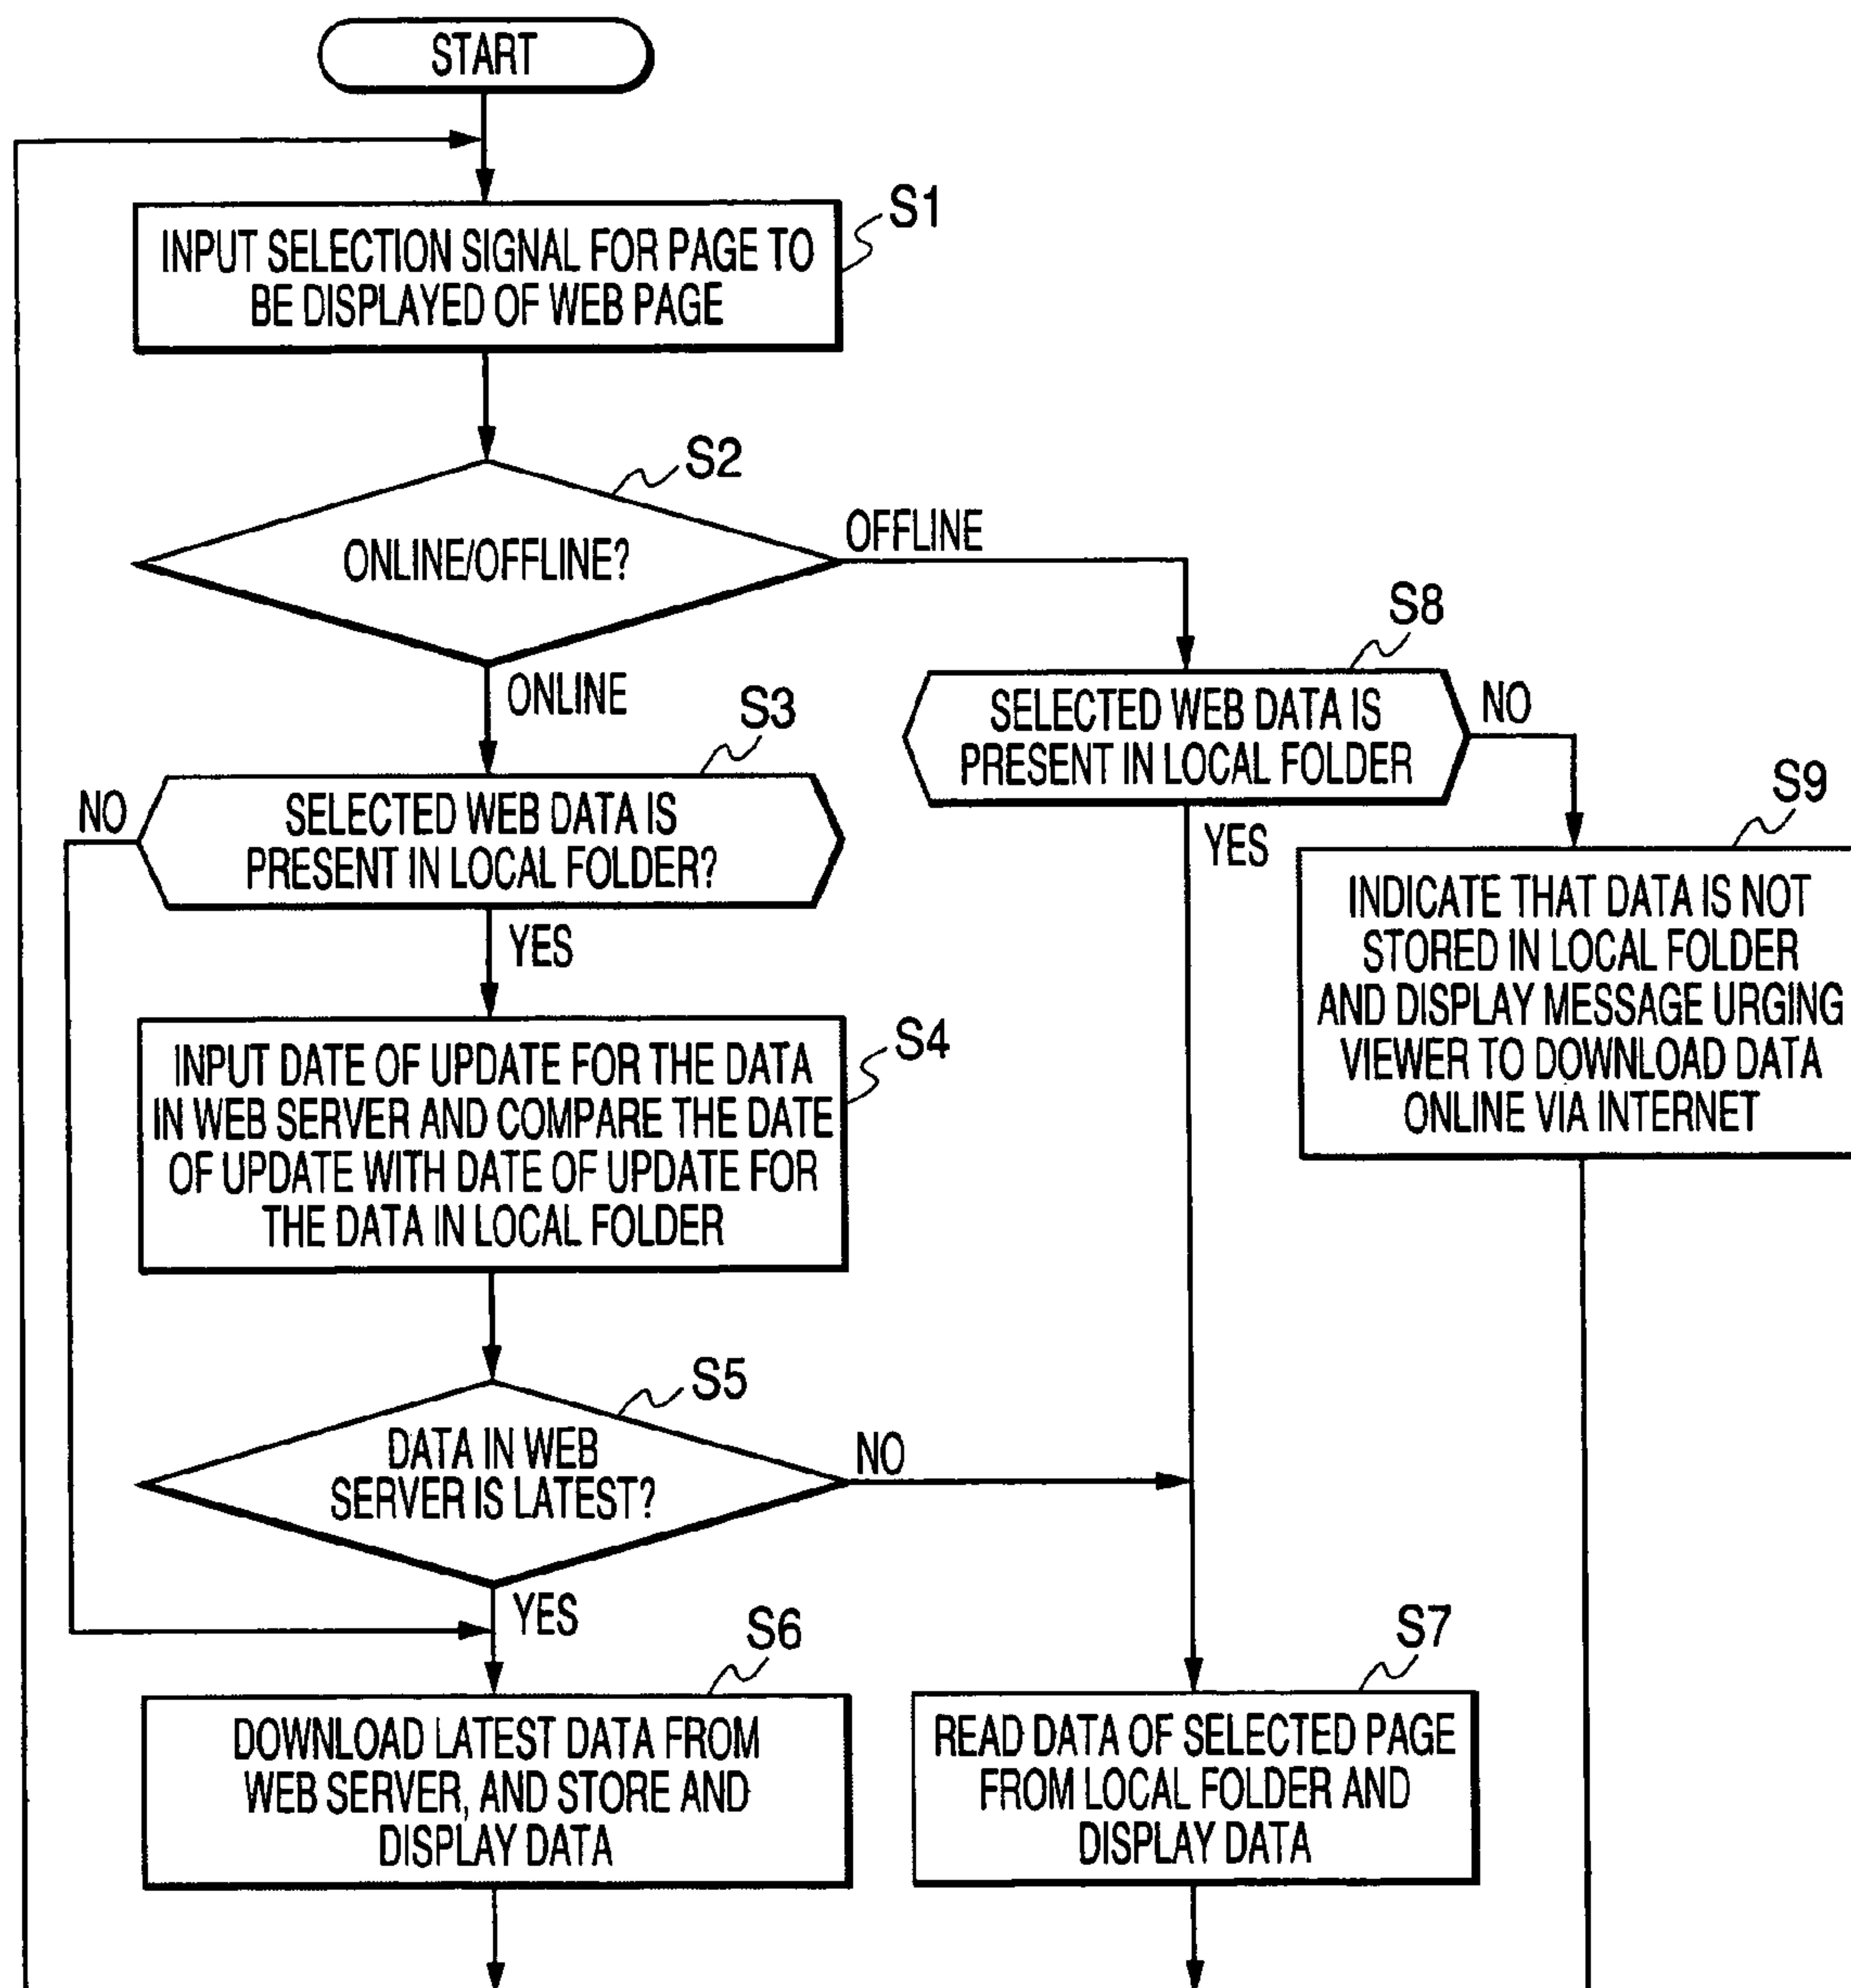 START
S1
INPUT SELECTION SIGNAL FOR PAGE TO
BE DISPLAYED OF WEB PAGE
S2
ONLINE/OFFLINE?
OFFLINE
ONLINE
S8
SELECTED WEB DATA IS
PRESENT IN LOCAL FOLDER
NO
YES
S3
NO
SELECTED WEB DATA IS
PRESENT IN LOCAL FOLDER?
YES
S9
INDICATE THAT DATA IS NOT
STORED IN LOCAL FOLDER
AND DISPLAY MESSAGE URGING
VIEWER TO DOWNLOAD DATA
ONLINE VIA INTERNET
S4
INPUT DATE OF UPDATE FOR THE DATA
IN WEB SERVER AND COMPARE THE DATE
OF UPDATE WITH DATE OF UPDATE FOR
THE DATA IN LOCAL FOLDER
S5
DATA IN WEB
SERVER IS LATEST?
NO
YES
S6
DOWNLOAD LATEST DATA FROM
WEB SERVER, AND STORE AND
DISPLAY DATA
S7
READ DATA OF SELECTED PAGE
FROM LOCAL FOLDER AND
DISPLAY DATA